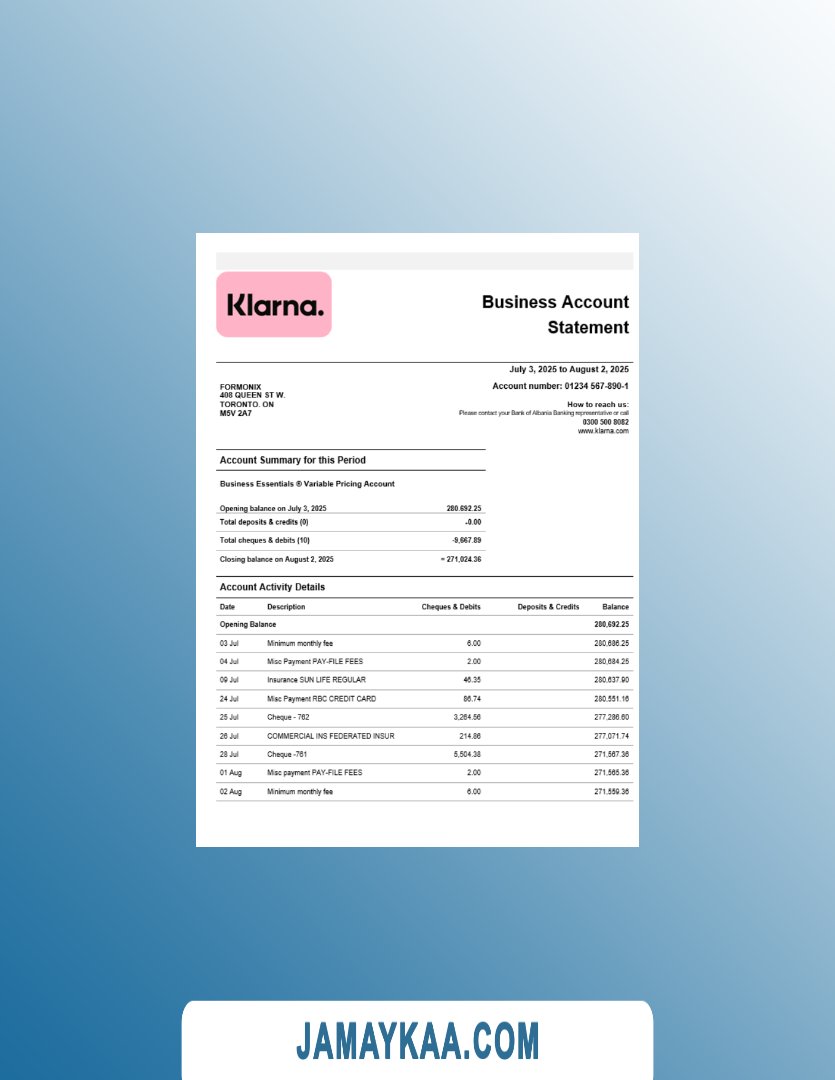 Klarna.
Business Account
Statement
July 3, 2025 to August 2, 2025
Account number: 01234 567-890-1
FORMONIX
408 QUEEN ST W.
TORONTO. ON
M5V 2A7
How to reach us:
Please contact your Bank of Albania Banking representative or call
0300 500 8082
www.klarna.com
Account Summary for this Period
Business Essentials ® Variable Pricing Account
Opening balance on July 3, 2025 280.692.25
Total deposits & credits (0) -0.00
Total cheques & debits (10) -9,667.89
Closing balance on August 2, 2025 = 271,024.36
Account Activity Details
Date Description Cheques & Debits Deposits & Credits Balance
Opening Balance 280,692.25
03 Jul Minimum monthly fee 6.00 280,686.25
04 Jul Misc Payment PAY-FILE FEES 2.00 280,684.25
09 Jul Insurance SUN LIFE REGULAR 46.35 280,637.90
24 Jul Misc Payment RBC CREDIT CARD 86.74 280,551.16
25 Jul Cheque - 762 3,264.56 277,286.60
26 Jul COMMERCIAL INS FEDERATED INSUR 214.86 277,071.74
28 Jul Cheque -761 5,504.38 271,567.36
01 Aug Misc payment PAY-FILE FEES 2.00 271,565.36
02 Aug Minimum monthly fee 6.00 271,559.36
JAMAYKAA.COM